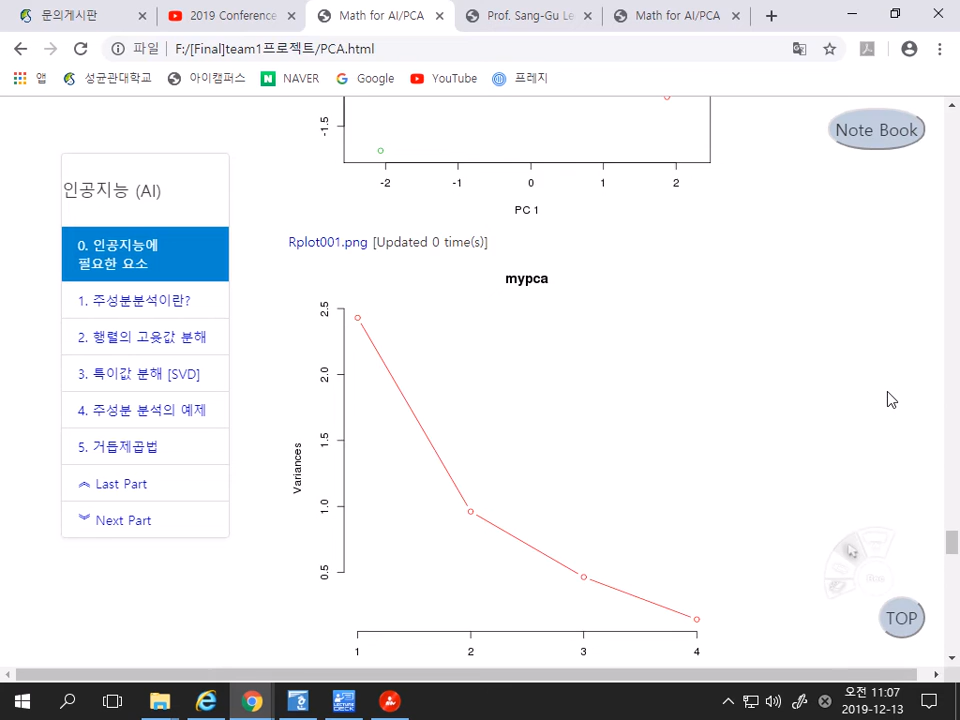 문의게시판
2019 Conference
Math for AI/PCA
Prof. Sang-Gu Le
Math for AI/PCA
파일 F:/[Final]team1프로젝트/PCA.html
앱
성균관대학교
아이캠퍼스
NAVER
Google
YouTube
프레지
Note Book
인공지능 (AI)
0. 인공지능에
필요한 요소
1. 주성분분석이란?
2. 행렬의 고윳값 분해
3. 특이값 분해 [SVD]
4. 주성분 분석의 예제
5. 거듭제곱법
Last Part
Next Part
-1.5
-2 -1 0 1 2
PC 1
Rplot001.png [Updated 0 time(s)]
mypca
Variances
2.5
2.0
1.5
1.0
0.5
1 2 3 4
TOP
오전 11:07
2019-12-13